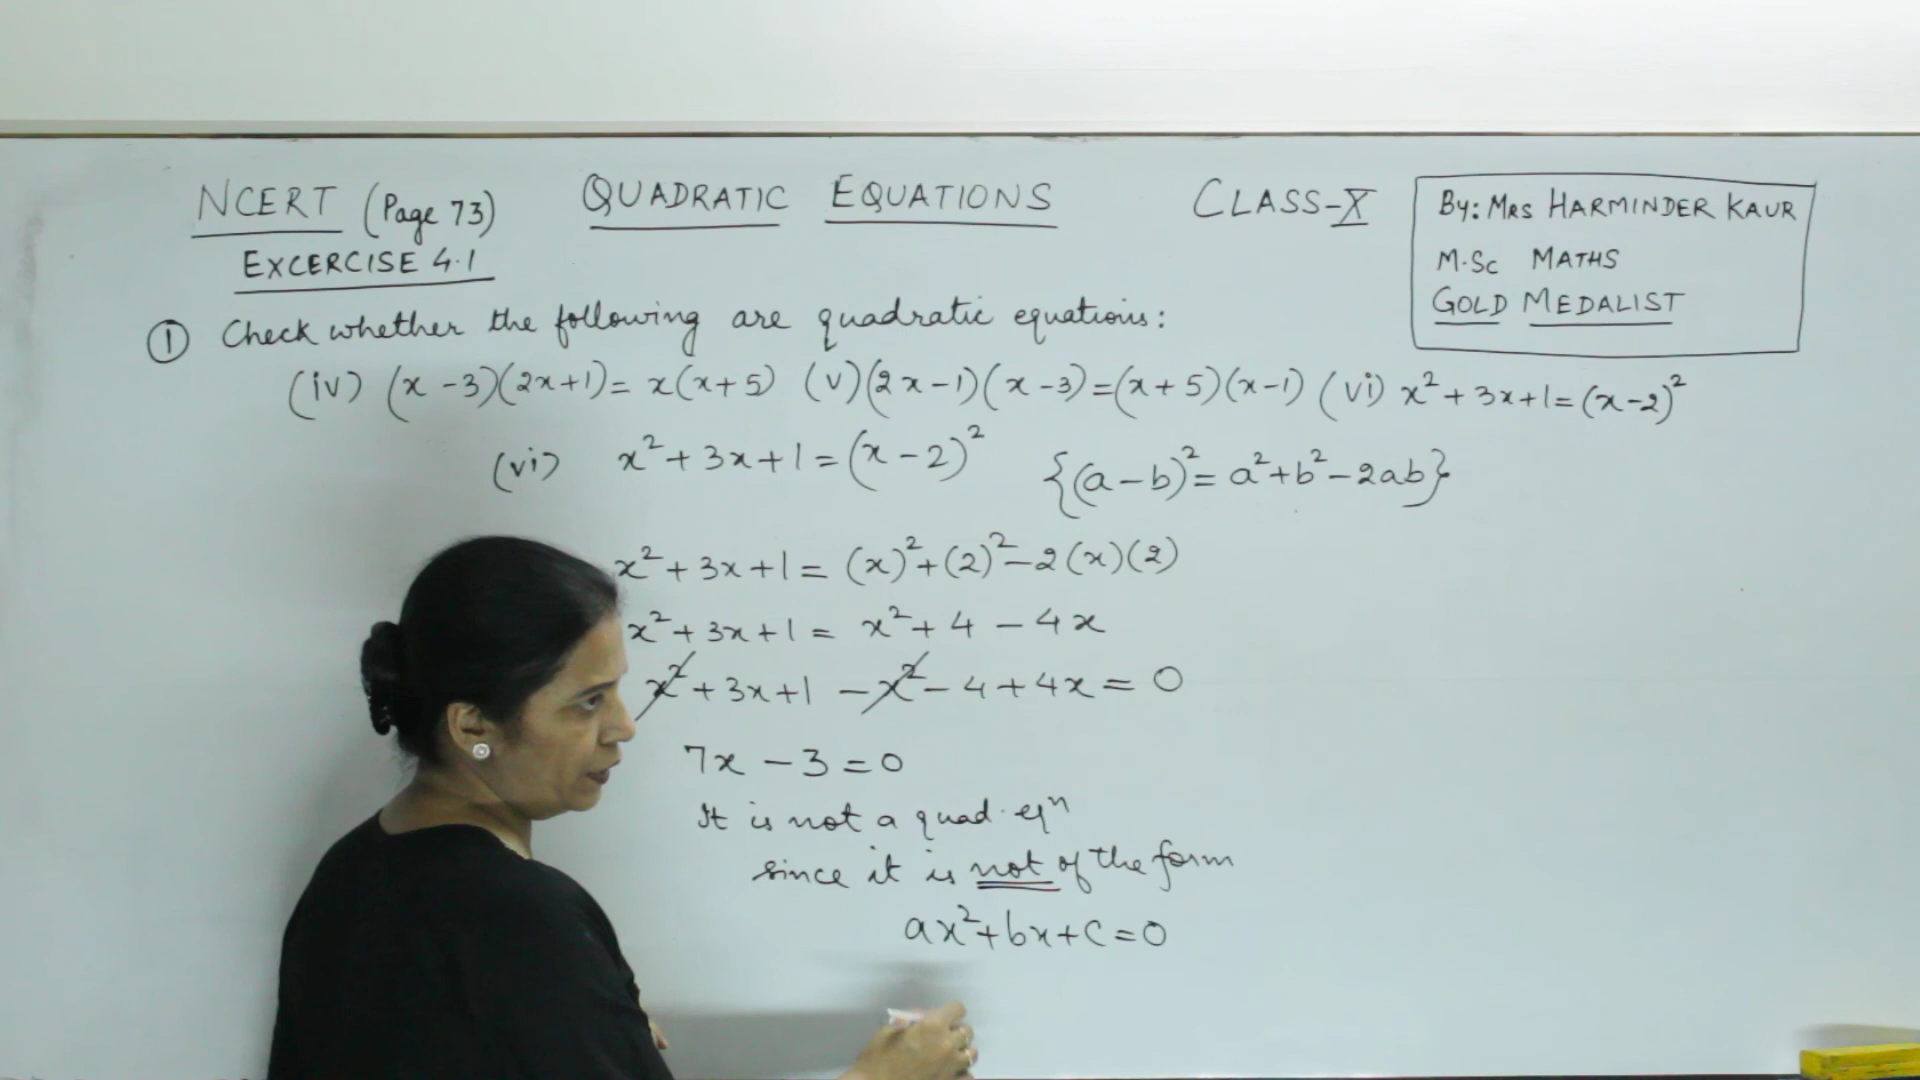 NCERT (Page 73) QUADRATIC EQUATIONS CLASS-X
EXCERCISE 4.1
By: MRS HARMINDER KAUR
M.Sc MATHS
GOLD MEDALIST
① Check whether the following are quadratic equations:
(iv) (x - 3)(2x+1) = x(x+5) (v) (2x-1)(x-3) = (x+5)(x-1) (vi) x²+3x+1 = (x-2)²
(vi) x²+3x+1 = (x-2)² {(a-b)² = a²+b²-2ab}
x²+3x+1 = (x)²+(2)²-2(x)(2)
x²+3x+1 = x²+4-4x
x²+3x+1-x²-4+4x = 0
7x-3=0
It is not a quad. eqⁿ
since it is not of the form
ax²+bx+c=0